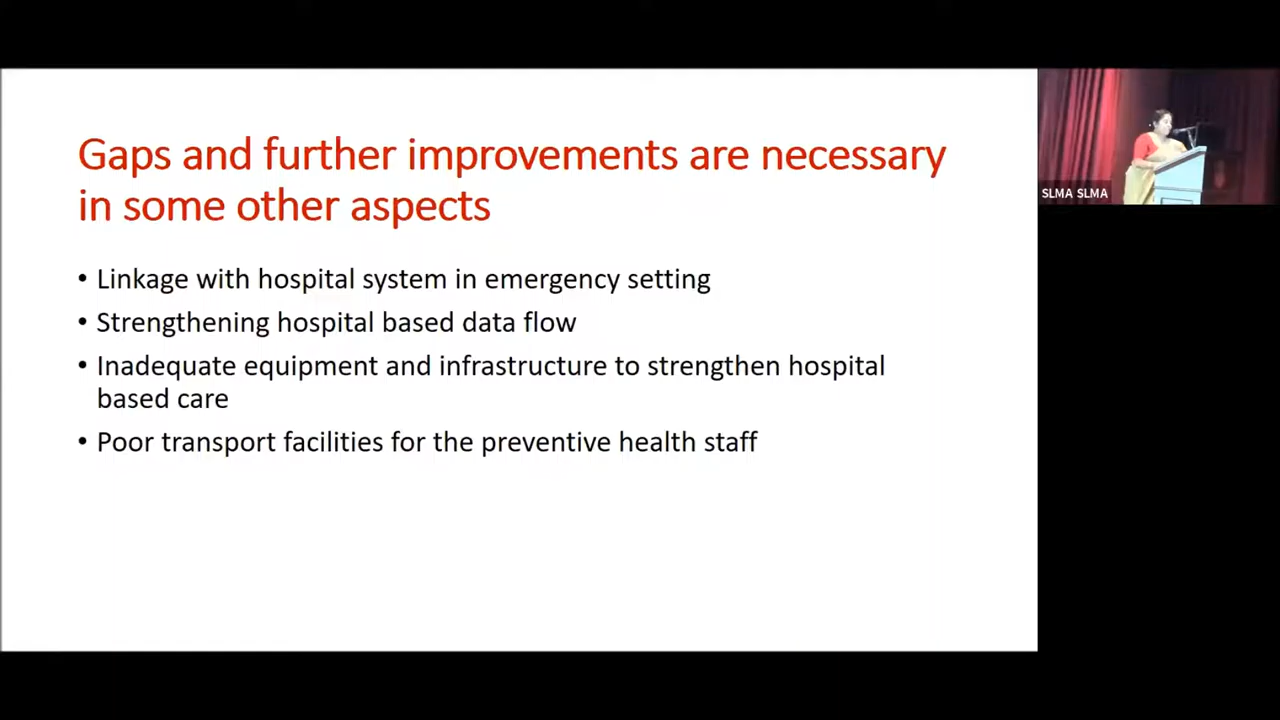 Gaps and further improvements are necessary
in some other aspects
• Linkage with hospital system in emergency setting
• Strengthening hospital based data flow
• Inadequate equipment and infrastructure to strengthen hospital
based care
• Poor transport facilities for the preventive health staff
SLMA SLMA